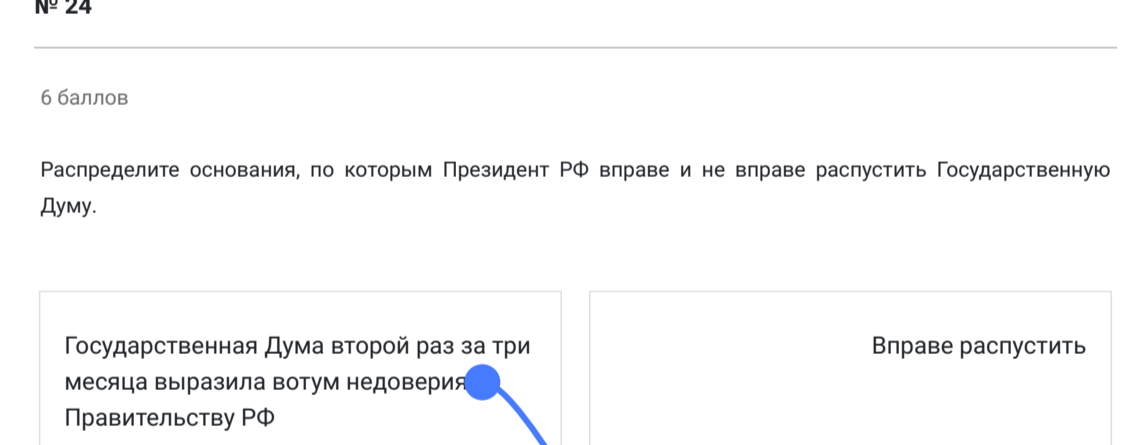 № 24
6 баллов
Распределите основания, по которым Президент РФ вправе и не вправе распустить Государственную
Думу.
Государственная Дума второй раз за три
месяца выразила вотум недоверия
Правительству РФ
Вправе распустить